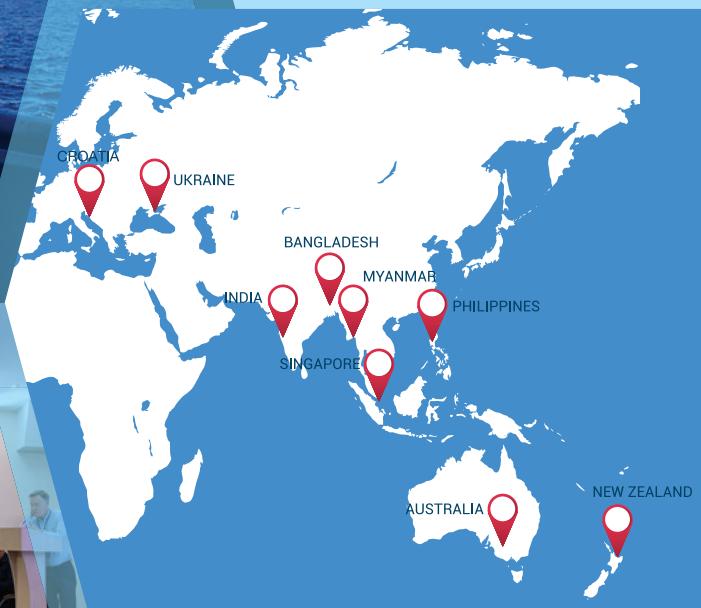 CROATIA
UKRAINE
BANGLADESH
MYANMAR
INDIA
PHILIPPINES
SINGAPORE
NEW ZEALAND
AUSTRALIA